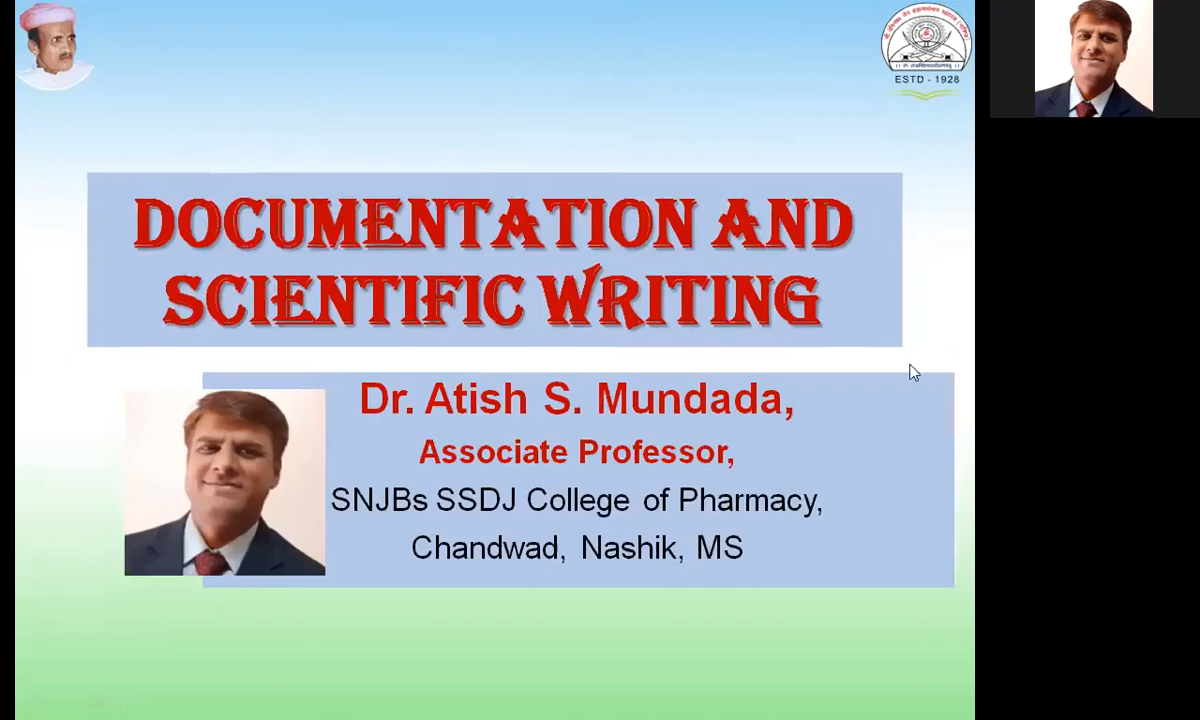 ESTD - 1928
DOCUMENTATION AND
SCIENTIFIC WRITING
Dr. Atish S. Mundada,
Associate Professor,
SNJBs SSDJ College of Pharmacy,
Chandwad, Nashik, MS